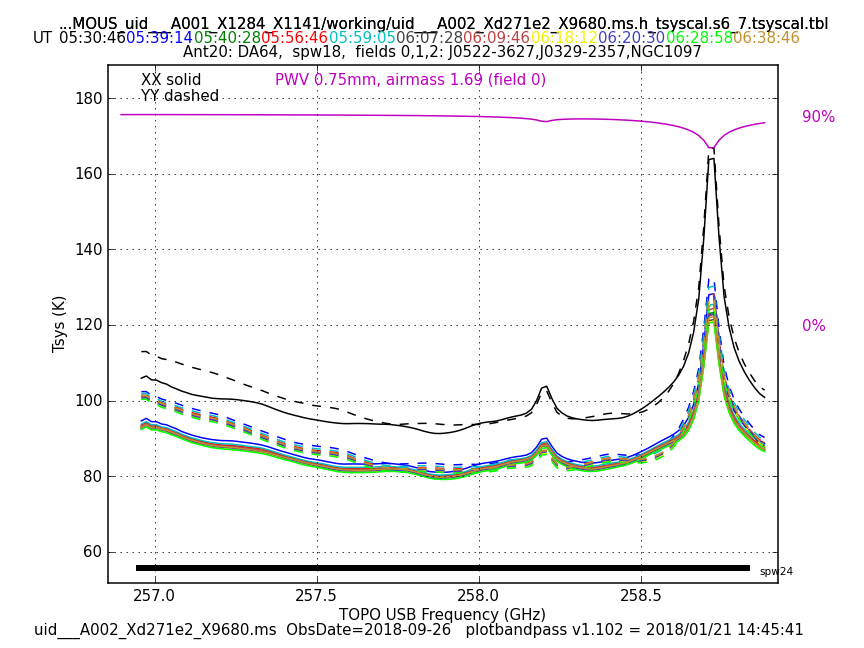 ...MOUS_uid___A001_X1284_X1141/working/uid___A002_Xd271e2_X9680.ms.h_tsyscal.s6_7.tsyscal.tbl
UT 05:30:46 05:39:14 05:40:28 05:56:46 05:59:05 06:07:28 06:09:46 06:18:12 06:20:30 06:28:58 06:38:46
Ant20: DA64, spw18, fields 0,1,2: J0522-3627,J0329-2357,NGC1097
XX solid
PWV 0.75mm, airmass 1.69 (field 0)
YY dashed
180
90%
160
140
120
0%
100
80
60
Tsys (K)
spw24
257.0 257.5 258.0 258.5
TOPO USB Frequency (GHz)
uid___A002_Xd271e2_X9680.ms ObsDate=2018-09-26 plotbandpass v1.102 = 2018/01/21 14:45:41